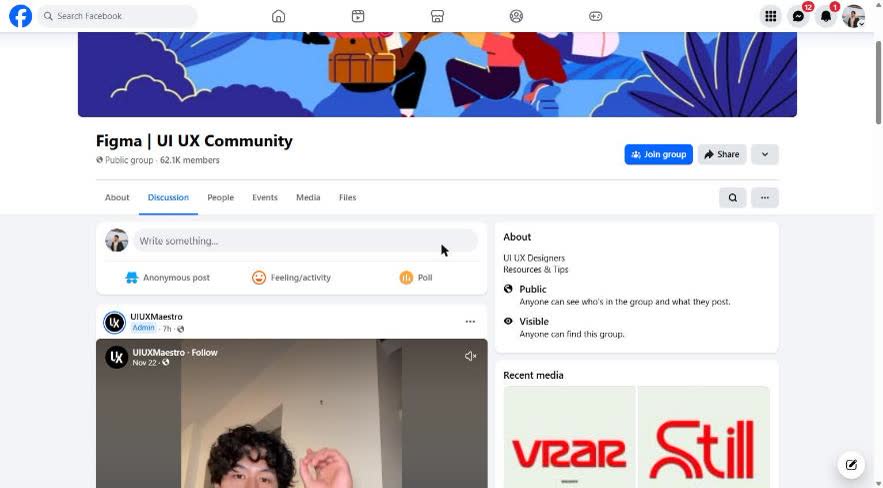 Search Facebook
12
1
Figma | UI UX Community
Public group · 62.1K members
Join group
Share
About
Discussion
People
Events
Media
Files
Write something...
Anonymous post
Feeling/activity
Poll
UIUXMaestro
Admin · 7h ·
UX
UIUXMaestro · Follow
Nov 22 ·
UX
About
UI UX Designers
Resources & Tips
Public
Anyone can see who's in the group and what they post.
Visible
Anyone can find this group.
Recent media
VRAR
Still